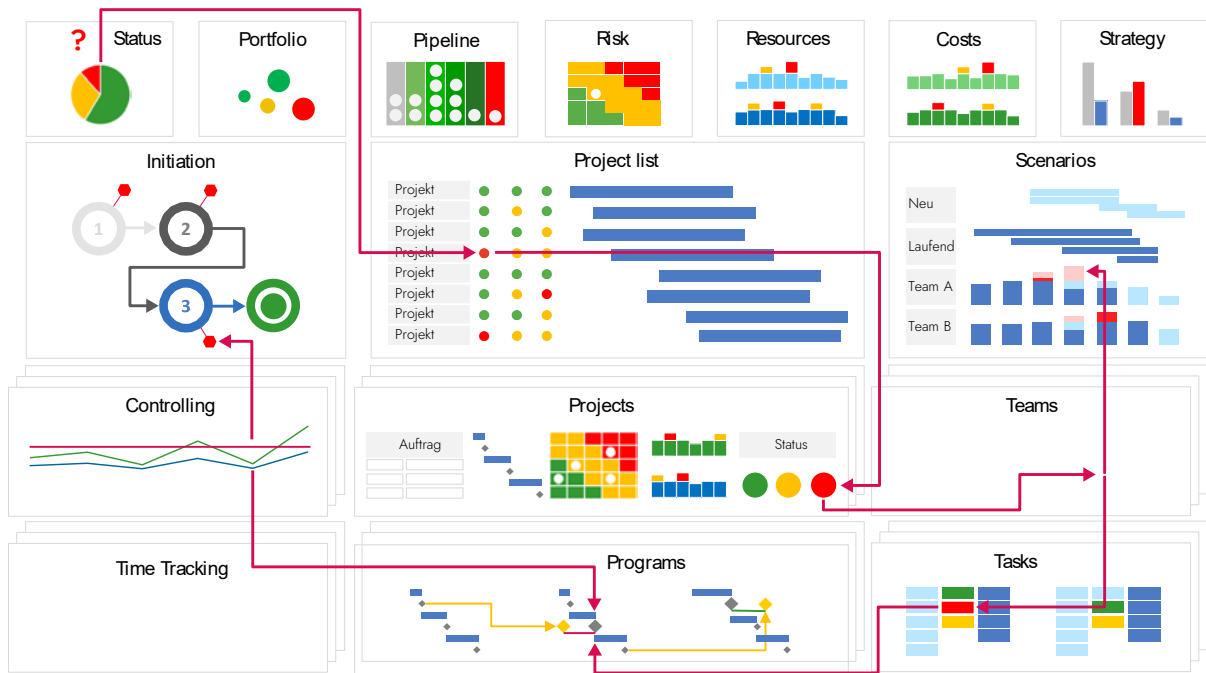 ? Status
Portfolio
Pipeline
Risk
Resources
Costs
Strategy
Initiation
1
2
3
Project list
Projekt
Projekt
Projekt
Projekt
Projekt
Projekt
Projekt
Projekt
Scenarios
Neu
Laufend
Team A
Team B
Controlling
Projects
Auftrag
Status
Teams
Time Tracking
Programs
Tasks